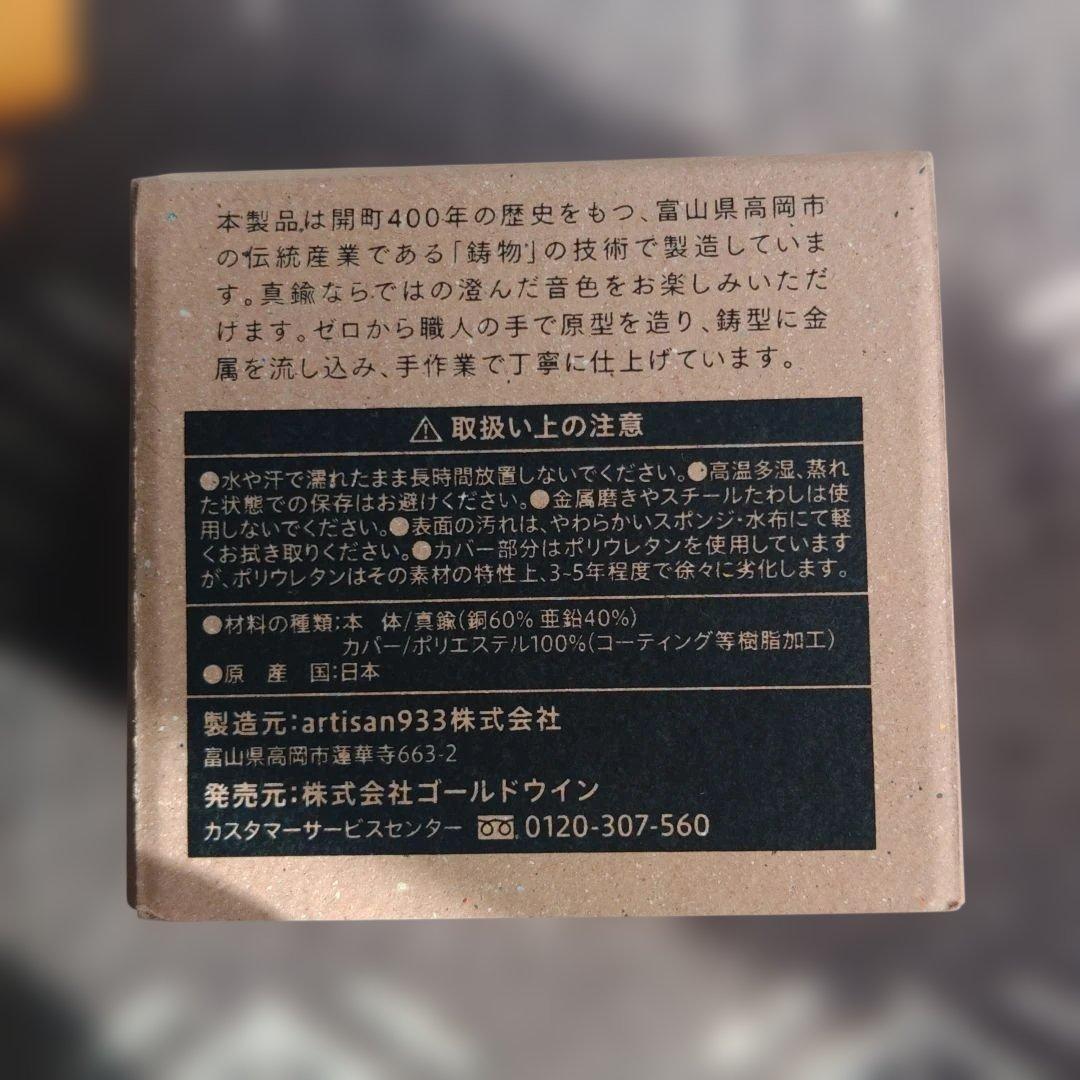 本製品は開町400年の歴史をもつ、富山県高岡市
の伝統産業である「鋳物」の技術で製造していま
す。真鍮ならではの澄んだ音色をお楽しみいただ
けます。ゼロから職人の手で原型を造り、鋳型に金
属を流し込み、手作業で丁寧に仕上げています。
⚠ 取扱い上の注意
●水や汗で濡れたまま長時間放置しないでください。●高温多湿、蒸れ
た状態での保存はお避けください。●金属磨きやスチールたわしは使
用しないでください。●表面の汚れは、やわらかいスポンジ・水布にて軽
くお拭き取りください。●カバー部分はポリウレタンを使用しています
が、ポリウレタンはその素材の特性上、3~5年程度で徐々に劣化します。
●材料の種類:本　体/真鍮(銅60% 亜鉛40%)
カバー/ポリエステル100%(コーティング等樹脂加工)
●原　産　国:日本
製造元:artisan933株式会社
富山県高岡市蓮華寺663-2
発売元:株式会社ゴールドウイン
カスタマーサービスセンター 0120-307-560